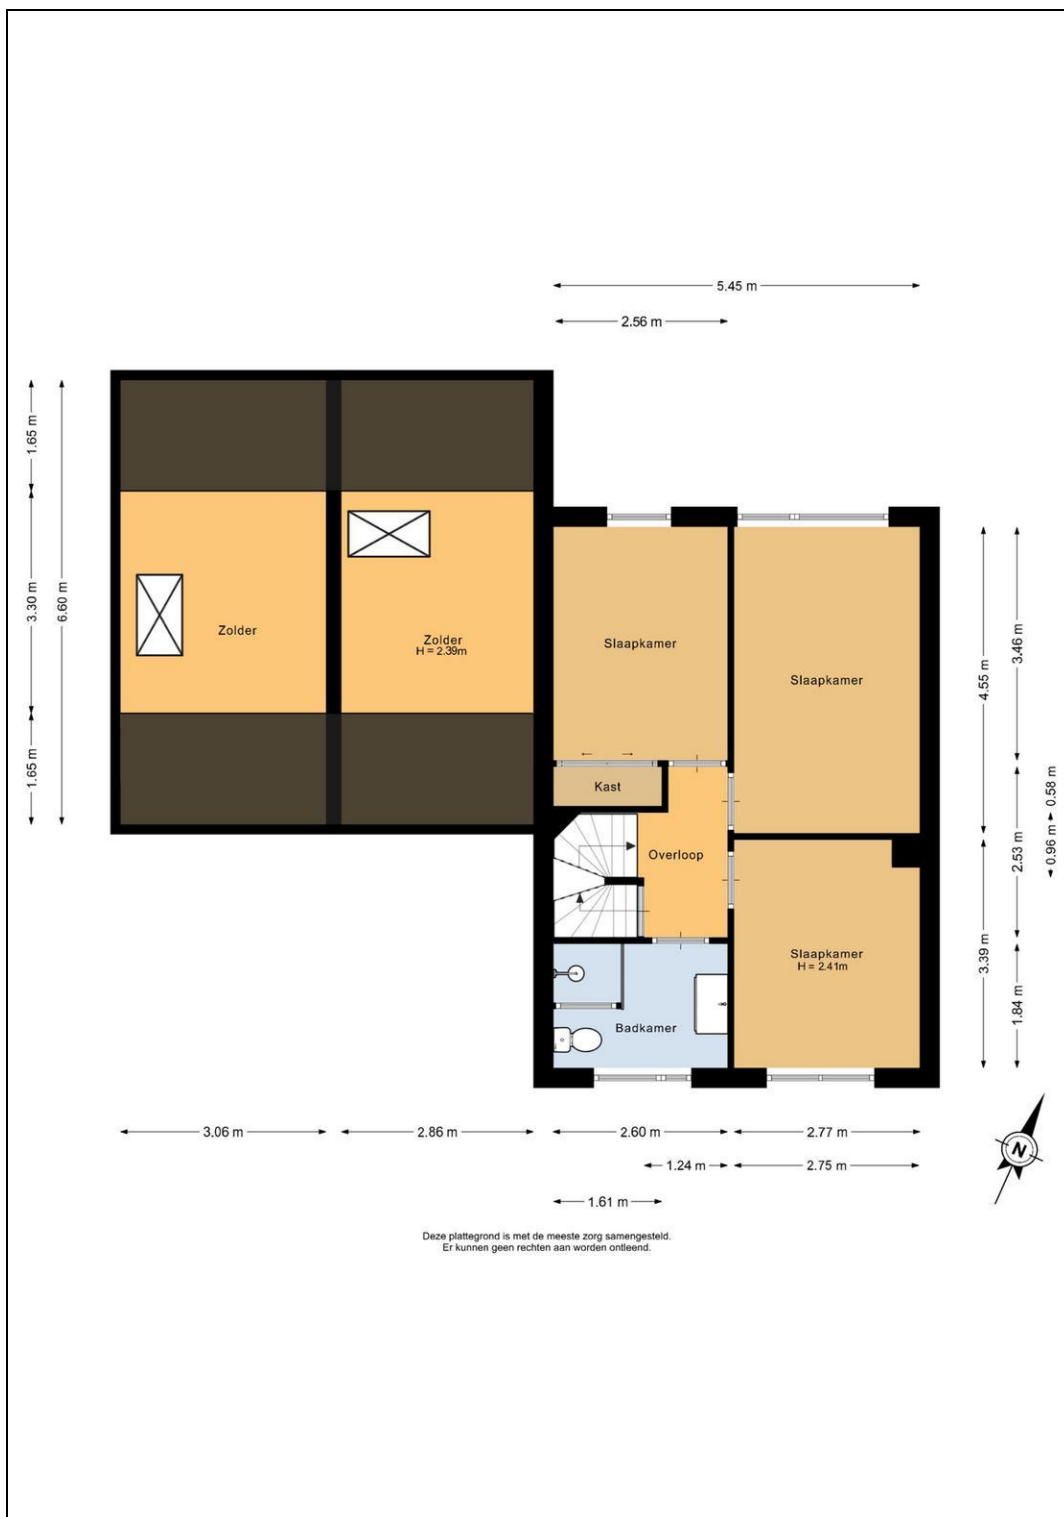 5.45 m
2.56 m
1.65 m
3.30 m
1.65 m
6.60 m
Zolder
Zolder
H = 2.39m
Slaapkamer
Slaapkamer
Kast
Overloop
Slaapkamer
H = 2.41m
Badkamer
4.55 m
3.39 m
3.46 m
2.53 m
1.84 m
0.58 m
0.96 m
3.06 m
2.86 m
2.60 m
2.77 m
1.24 m
2.75 m
1.61 m
N
Deze plattegrond is met de meeste zorg samengesteld.
Er kunnen geen rechten aan worden ontleend.